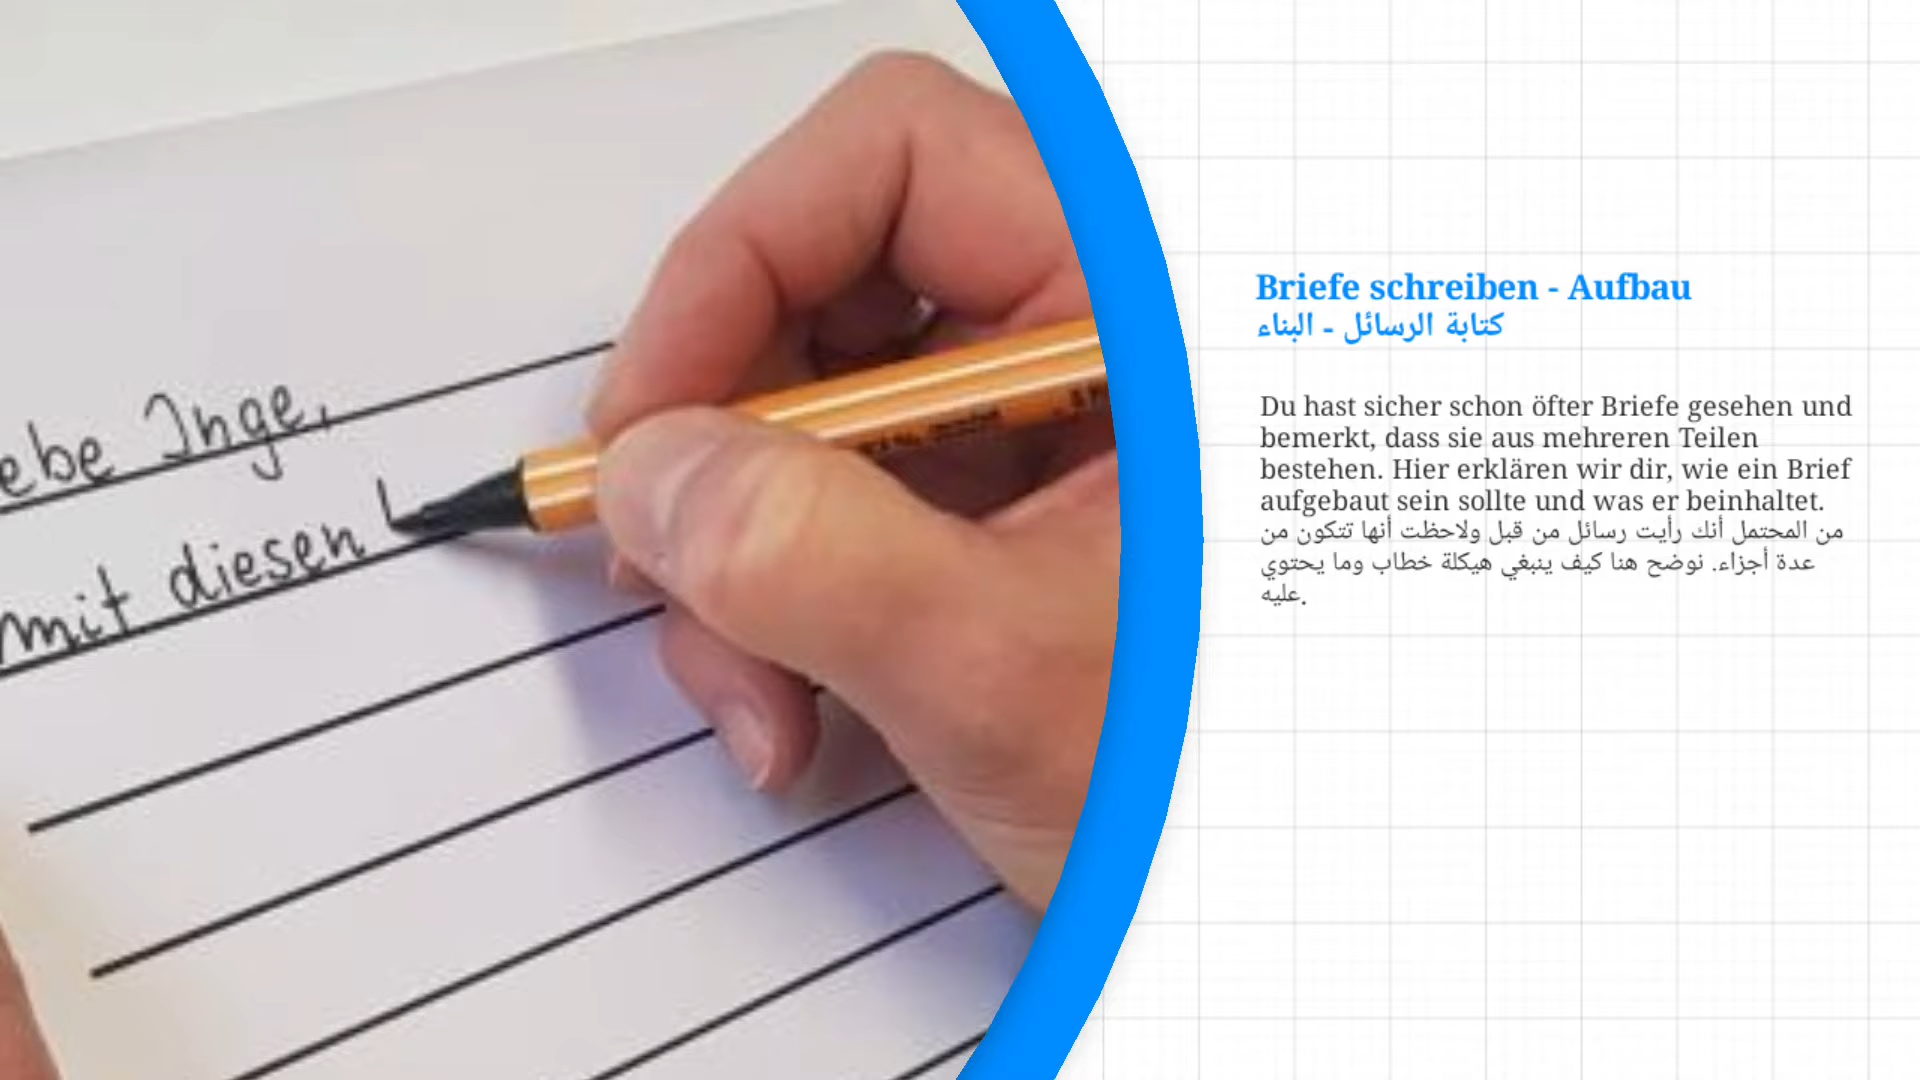 ebe Inge,
mit diesen
Briefe schreiben - Aufbau
كتابة الرسائل - البناء
Du hast sicher schon öfter Briefe gesehen und
bemerkt, dass sie aus mehreren Teilen
bestehen. Hier erklären wir dir, wie ein Brief
aufgebaut sein sollte und was er beinhaltet.
من المحتمل أنك رأيت رسائل من قبل ولاحظت أنها تتكون من
عدة أجزاء. نوضح هنا كيف ينبغي هيكلة خطاب وما يحتوي
عليه.